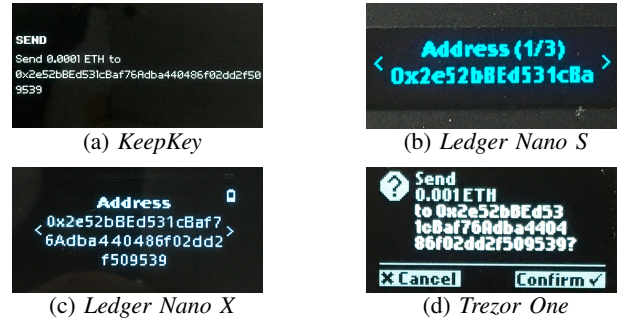 SEND
Send 0.0001 ETH to
0x2e52bBEd531cBaf76Adba440486f02dd2f50
9539
(a) KeepKey
< Address (1/3) >
0x2e52bBEd531cBa
(b) Ledger Nano S
Address
< 0x2e52bBEd531cBaf7 >
6Adba440486f02dd2
f509539
(c) Ledger Nano X
? Send
0.001 ETH
to 0x2e52bBEd53
1cBaf76Adba4404
86f02dd2f509539?
✖ Cancel
Confirm ✓
(d) Trezor One